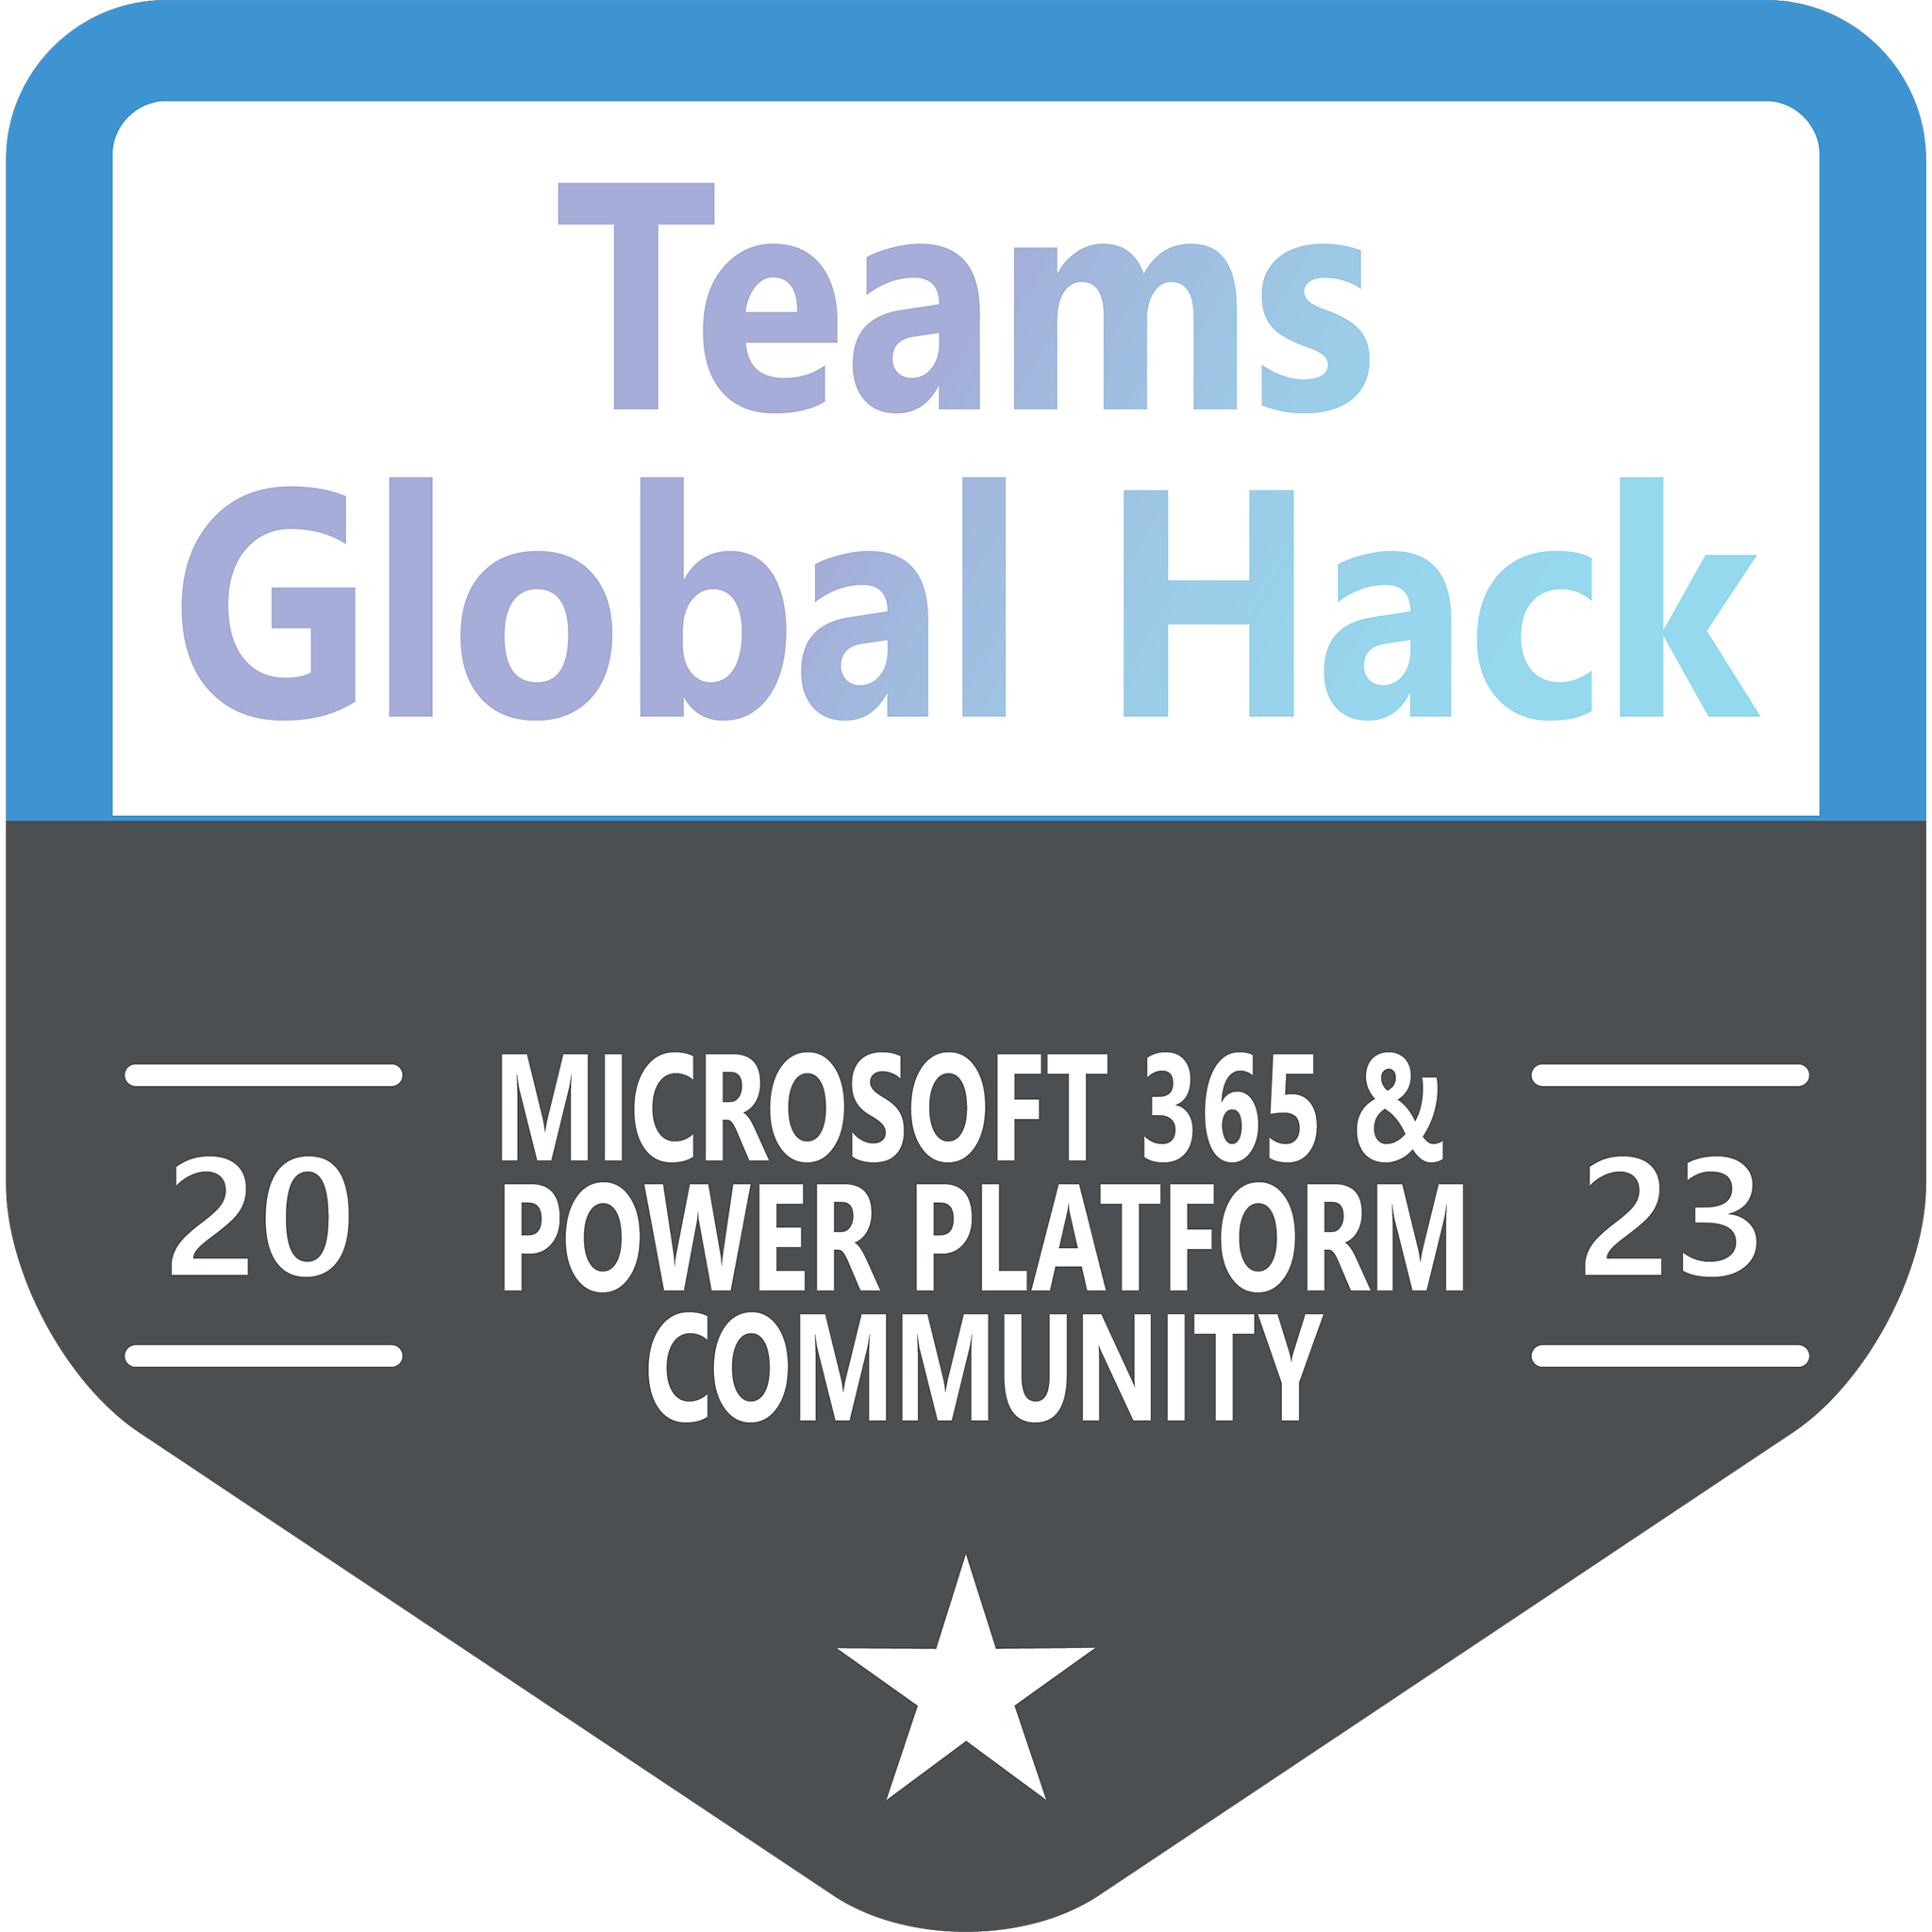 Teams
Global Hack
MICROSOFT 365 &
20
POWER PLATFORM
23
COMMUNITY